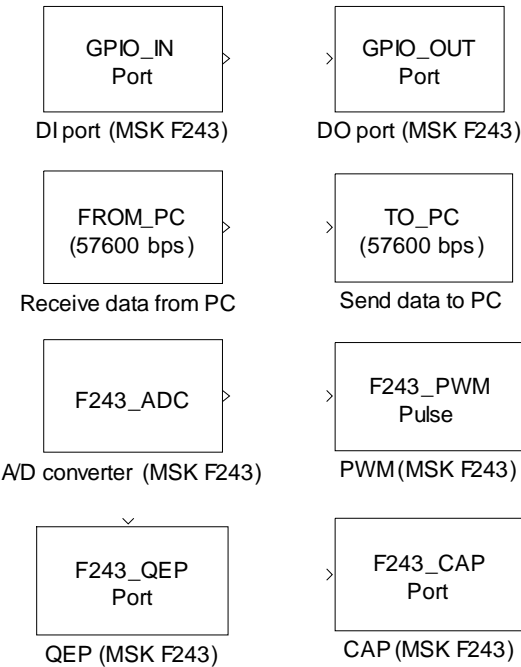 GPIO_IN
Port
DI port (MSK F243)
GPIO_OUT
Port
DO port (MSK F243)
FROM_PC
(57600 bps)
Receive data from PC
TO_PC
(57600 bps)
Send data to PC
F243_ADC
A/D converter (MSK F243)
F243_PWM
Pulse
PWM (MSK F243)
F243_QEP
Port
QEP (MSK F243)
F243_CAP
Port
CAP (MSK F243)